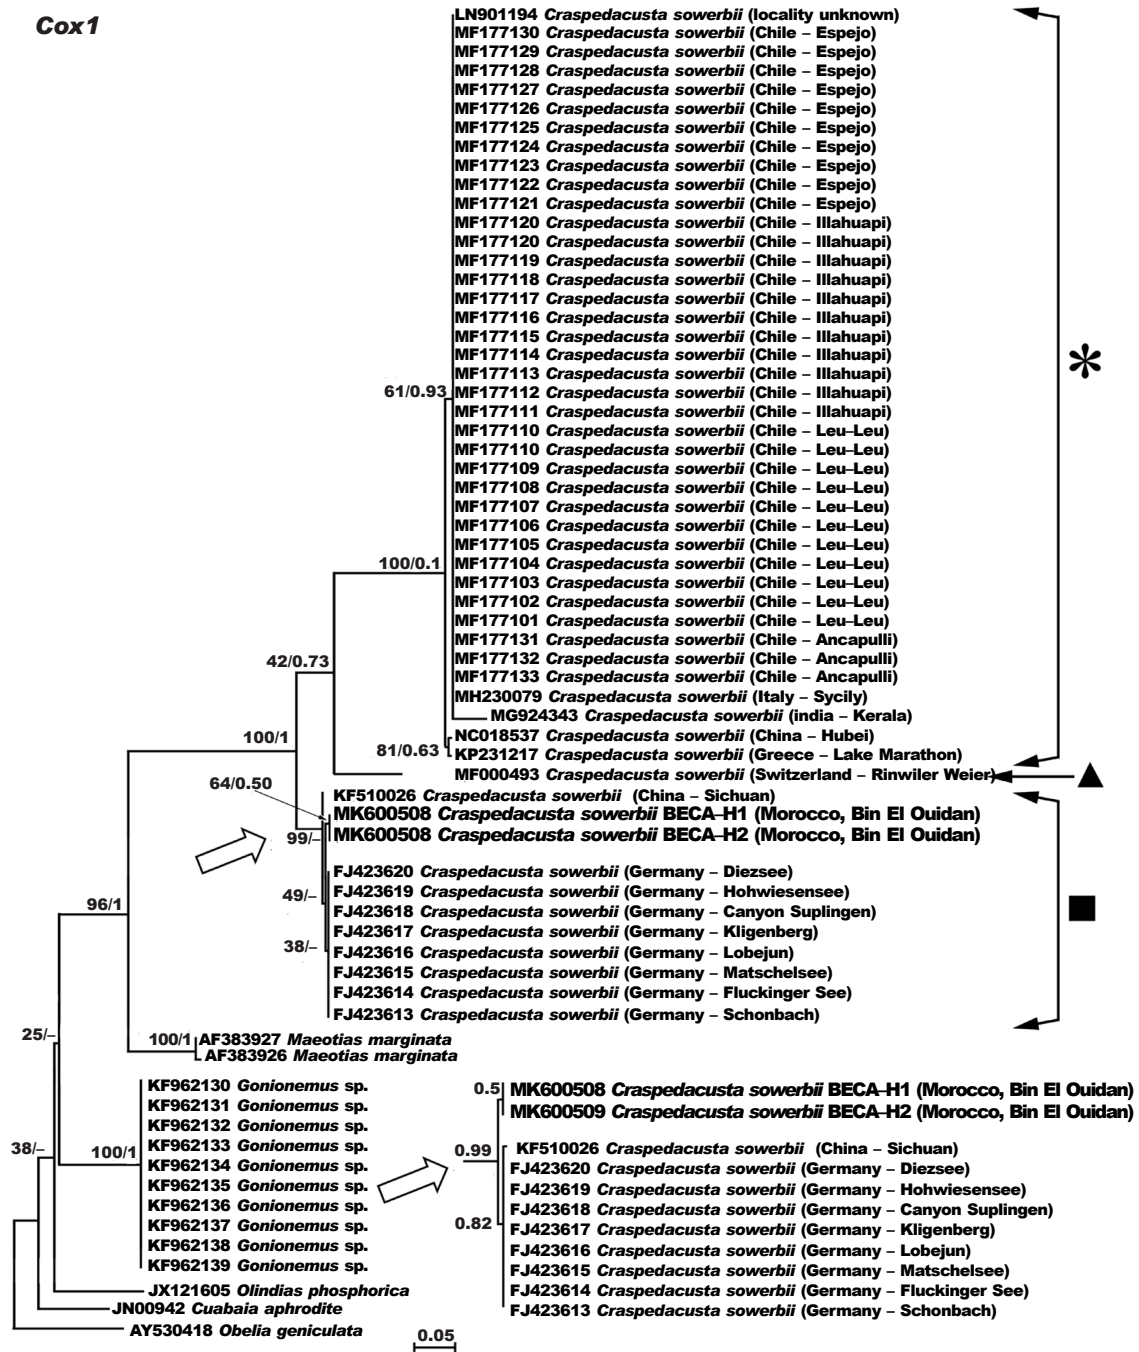 Cox1
LN901194 Craspedacusta sowerbii (locality unknown)
MF177130 Craspedacusta sowerbii (Chile – Espejo)
MF177129 Craspedacusta sowerbii (Chile – Espejo)
MF177128 Craspedacusta sowerbii (Chile – Espejo)
MF177127 Craspedacusta sowerbii (Chile – Espejo)
MF177126 Craspedacusta sowerbii (Chile – Espejo)
MF177125 Craspedacusta sowerbii (Chile – Espejo)
MF177124 Craspedacusta sowerbii (Chile – Espejo)
MF177123 Craspedacusta sowerbii (Chile – Espejo)
MF177122 Craspedacusta sowerbii (Chile – Espejo)
MF177121 Craspedacusta sowerbii (Chile – Espejo)
MF177120 Craspedacusta sowerbii (Chile – Illahuapi)
MF177120 Craspedacusta sowerbii (Chile – Illahuapi)
MF177119 Craspedacusta sowerbii (Chile – Illahuapi)
MF177118 Craspedacusta sowerbii (Chile – Illahuapi)
MF177117 Craspedacusta sowerbii (Chile – Illahuapi)
MF177116 Craspedacusta sowerbii (Chile – Illahuapi)
MF177115 Craspedacusta sowerbii (Chile – Illahuapi)
MF177114 Craspedacusta sowerbii (Chile – Illahuapi)
MF177113 Craspedacusta sowerbii (Chile – Illahuapi)
61/0.93
MF177112 Craspedacusta sowerbii (Chile – Illahuapi)
MF177111 Craspedacusta sowerbii (Chile – Illahuapi)
MF177110 Craspedacusta sowerbii (Chile – Leu–Leu)
MF177110 Craspedacusta sowerbii (Chile – Leu–Leu)
MF177109 Craspedacusta sowerbii (Chile – Leu–Leu)
MF177108 Craspedacusta sowerbii (Chile – Leu–Leu)
MF177107 Craspedacusta sowerbii (Chile – Leu–Leu)
MF177106 Craspedacusta sowerbii (Chile – Leu–Leu)
MF177105 Craspedacusta sowerbii (Chile – Leu–Leu)
100/0.1
MF177104 Craspedacusta sowerbii (Chile – Leu–Leu)
MF177103 Craspedacusta sowerbii (Chile – Leu–Leu)
MF177102 Craspedacusta sowerbii (Chile – Leu–Leu)
MF177101 Craspedacusta sowerbii (Chile – Leu–Leu)
MF177131 Craspedacusta sowerbii (Chile – Ancapulli)
42/0.73
MF177132 Craspedacusta sowerbii (Chile – Ancapulli)
MF177133 Craspedacusta sowerbii (Chile – Ancapulli)
MH230079 Craspedacusta sowerbii (Italy – Sycily)
MG924343 Craspedacusta sowerbii (india – Kerala)
100/1
NC018537 Craspedacusta sowerbii (China – Hubei)
81/0.63
KP231217 Craspedacusta sowerbii (Greece – Lake Marathon)
MF000493 Craspedacusta sowerbii (Switzerland – Rinwiler Weier)
64/0.50
KF510026 Craspedacusta sowerbii (China – Sichuan)
MK600508 Craspedacusta sowerbii BECA–H1 (Morocco, Bin El Ouidan)
99/–
MK600508 Craspedacusta sowerbii BECA–H2 (Morocco, Bin El Ouidan)
FJ423620 Craspedacusta sowerbii (Germany – Diezsee)
49/–
FJ423619 Craspedacusta sowerbii (Germany – Hohwiesensee)
96/1
FJ423618 Craspedacusta sowerbii (Germany – Canyon Suplingen)
FJ423617 Craspedacusta sowerbii (Germany – Kligenberg)
38/–
FJ423616 Craspedacusta sowerbii (Germany – Lobejun)
FJ423615 Craspedacusta sowerbii (Germany – Matschelsee)
FJ423614 Craspedacusta sowerbii (Germany – Fluckinger See)
FJ423613 Craspedacusta sowerbii (Germany – Schonbach)
25/–
100/1
AF383927 Maeotias marginata
AF383926 Maeotias marginata
KF962130 Gonionemus sp.
KF962131 Gonionemus sp.
KF962132 Gonionemus sp.
KF962133 Gonionemus sp.
38/–
100/1
KF962134 Gonionemus sp.
KF962135 Gonionemus sp.
KF962136 Gonionemus sp.
KF962137 Gonionemus sp.
KF962138 Gonionemus sp.
KF962139 Gonionemus sp.
JX121605 Olindias phosphorica
JN00942 Cuabaia aphrodite
AY530418 Obelia geniculata
0.5
MK600508 Craspedacusta sowerbii BECA–H1 (Morocco, Bin El Ouidan)
MK600509 Craspedacusta sowerbii BECA–H2 (Morocco, Bin El Ouidan)
0.99
KF510026 Craspedacusta sowerbii (China – Sichuan)
FJ423620 Craspedacusta sowerbii (Germany – Diezsee)
FJ423619 Craspedacusta sowerbii (Germany – Hohwiesensee)
FJ423618 Craspedacusta sowerbii (Germany – Canyon Suplingen)
0.82
FJ423617 Craspedacusta sowerbii (Germany – Kligenberg)
FJ423616 Craspedacusta sowerbii (Germany – Lobejun)
FJ423615 Craspedacusta sowerbii (Germany – Matschelsee)
FJ423614 Craspedacusta sowerbii (Germany – Fluckinger See)
FJ423613 Craspedacusta sowerbii (Germany – Schonbach)
0.05